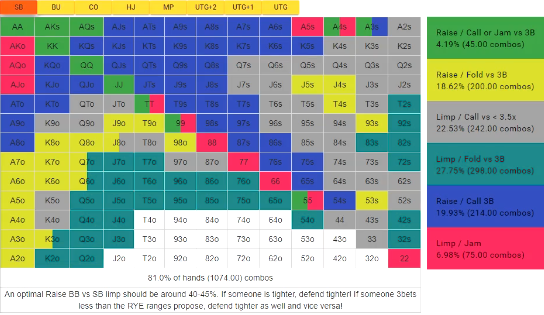 SB BU CO HJ MP UTG+2 UTG+1 UTG
AA AKs AQs AJs ATs A9s A8s A7s A6s A5s A4s A3s A2s
AKo KK KQs KJs KTs K9s K8s K7s K6s K5s K4s K3s K2s
AQo KQo QQ QJs QTs Q9s Q8s Q7s Q6s Q5s Q4s Q3s Q2s
AJo KJo QJo JJ JTs J9s J8s J7s J6s J5s J4s J3s J2s
ATo KTo QTo JTo TT T9s T8s T7s T6s T5s T4s T3s T2s
A9o K9o Q9o J9o T9o 99 98s 97s 96s 95s 94s 93s 92s
A8o K8o Q8o J8o T8o 98o 88 87s 86s 85s 84s 83s 82s
A7o K7o Q7o J7o T7o 97o 87o 77 76s 75s 74s 73s 72s
A6o K6o Q6o J6o T6o 96o 86o 76o 66 65s 64s 63s 62s
A5o K5o Q5o J5o T5o 95o 85o 75o 65o 55 54s 53s 52s
A4o K4o Q4o J4o T4o 94o 84o 74o 64o 54o 44 43s 42s
A3o K3o Q3o J3o T3o 93o 83o 73o 63o 53o 43o 33 32s
A2o K2o Q2o J2o T2o 92o 82o 72o 62o 52o 42o 32o 22
81.0% of hands (1074.00) combos
An optimal Raise BB vs SB limp should be around 40-45%. If someone is tighter, defend tighter! If someone 3bets
less than the RYE ranges propose, defend tighter as well and vice versa!
Raise / Call or Jam vs 3B
4.19% (45.00 combos)
Raise / Fold vs 3B
18.62% (200.00 combos)
Limp / Call vs < 3.5x
22.53% (242.00 combos)
Limp / Fold vs 3B
27.75% (298.00 combos)
Raise / Call 3B
19.93% (214.00 combos)
Limp / Jam
6.98% (75.00 combos)